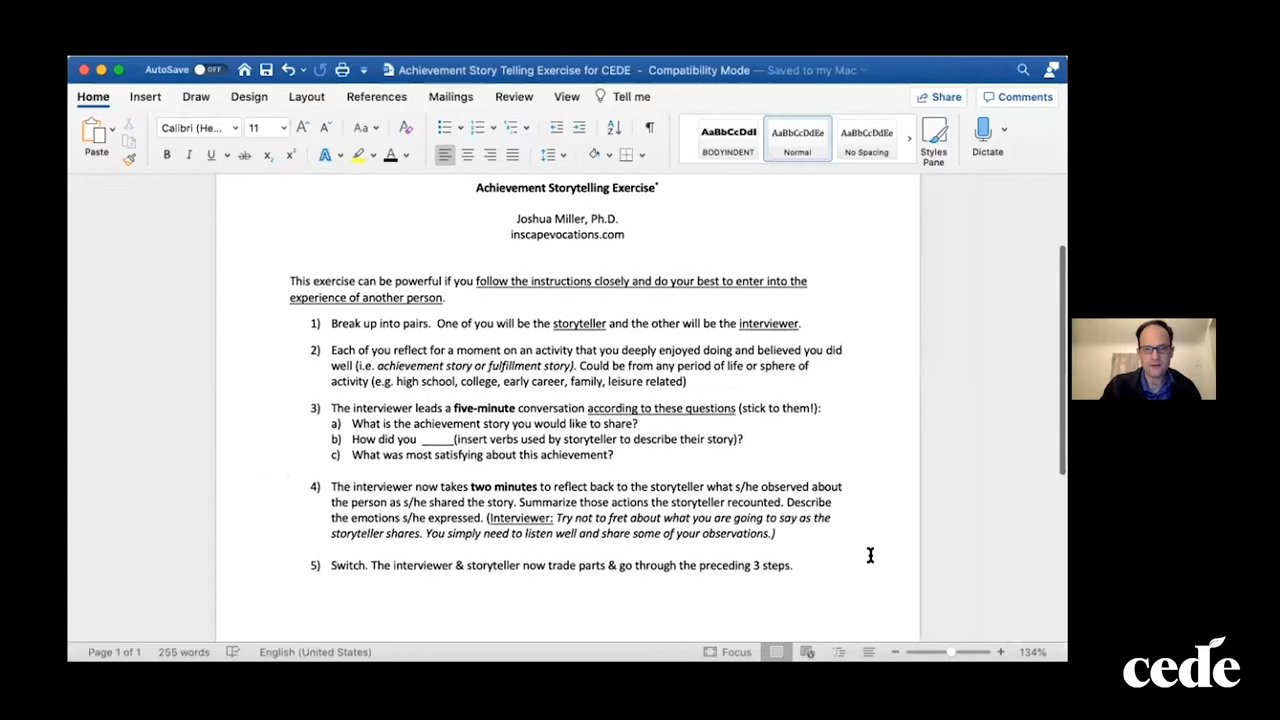 AutoSave OFF Achievement Story Telling Exercise for CEDE - Compatibility Mode — Saved to my Mac
Home Insert Draw Design Layout References Mailings Review View Tell me Share Comments
Paste Calibri (He... 11 Aa AaBbCcDdI AaBbCcDdEe AaBbCcDdEe
BODYINDENT Normal No Spacing Styles Pane Dictate
Achievement Storytelling Exercise*
Joshua Miller, Ph.D.
inscapevocations.com
This exercise can be powerful if you follow the instructions closely and do your best to enter into the
experience of another person.
1) Break up into pairs. One of you will be the storyteller and the other will be the interviewer.
2) Each of you reflect for a moment on an activity that you deeply enjoyed doing and believed you did
well (i.e. achievement story or fulfillment story). Could be from any period of life or sphere of
activity (e.g. high school, college, early career, family, leisure related)
3) The interviewer leads a five-minute conversation according to these questions (stick to them!):
a) What is the achievement story you would like to share?
b) How did you _____(insert verbs used by storyteller to describe their story)?
c) What was most satisfying about this achievement?
4) The interviewer now takes two minutes to reflect back to the storyteller what s/he observed about
the person as s/he shared the story. Summarize those actions the storyteller recounted. Describe
the emotions s/he expressed. (Interviewer: Try not to fret about what you are going to say as the
storyteller shares. You simply need to listen well and share some of your observations.)
5) Switch. The interviewer & storyteller now trade parts & go through the preceding 3 steps.
Page 1 of 1 255 words English (United States) Focus 134%
cede